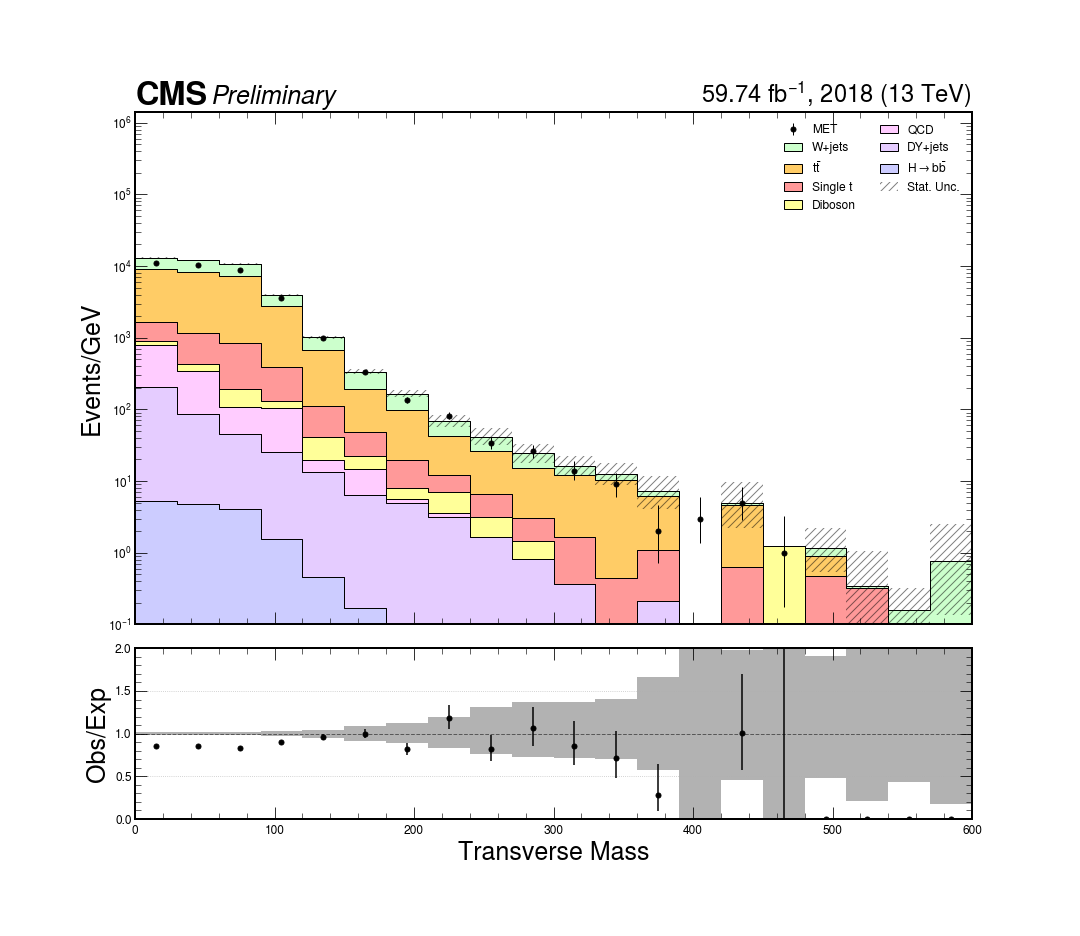 CMS Preliminary
59.74 fb⁻¹, 2018 (13 TeV)
Events/GeV
10⁶
10⁵
10⁴
10³
10²
10¹
10⁰
10⁻¹
MET
W+jets
tt̄
Single t
Diboson
QCD
DY+jets
H→bb̄
Stat. Unc.
Obs/Exp
2.0
1.5
1.0
0.5
0.0
0 100 200 300 400 500 600
Transverse Mass